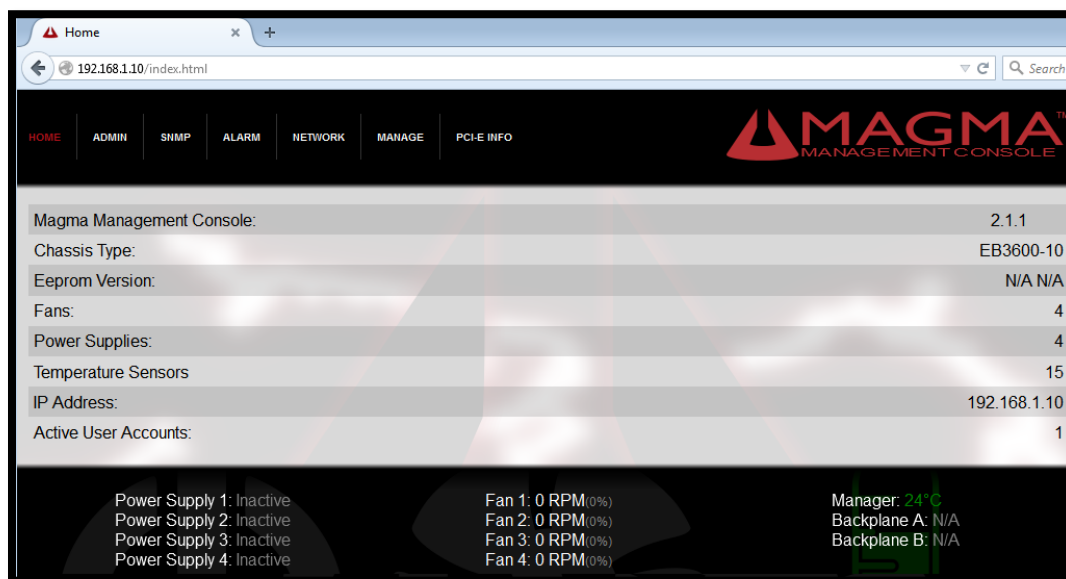 Home × +
192.168.1.10/index.html Search
HOME ADMIN SNMP ALARM NETWORK MANAGE PCI-E INFO
MAGMA™
MANAGEMENT CONSOLE
Magma Management Console: 2.1.1
Chassis Type: EB3600-10
Eeprom Version: N/A N/A
Fans: 4
Power Supplies: 4
Temperature Sensors 15
IP Address: 192.168.1.10
Active User Accounts: 1
Power Supply 1: Inactive Fan 1: 0 RPM(0%) Manager: 24°C
Power Supply 2: Inactive Fan 2: 0 RPM(0%) Backplane A: N/A
Power Supply 3: Inactive Fan 3: 0 RPM(0%) Backplane B: N/A
Power Supply 4: Inactive Fan 4: 0 RPM(0%)